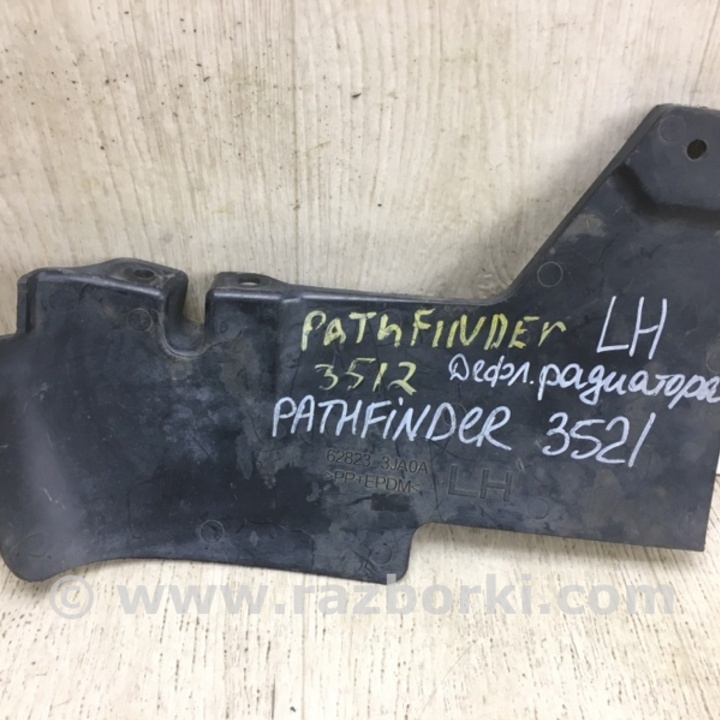 PATHFINDER LH
3512 Дефл.радиатора
PATHFiNDER 3521
62823 3JA0A
>PP+EPDM< LH
© www.razborki.com